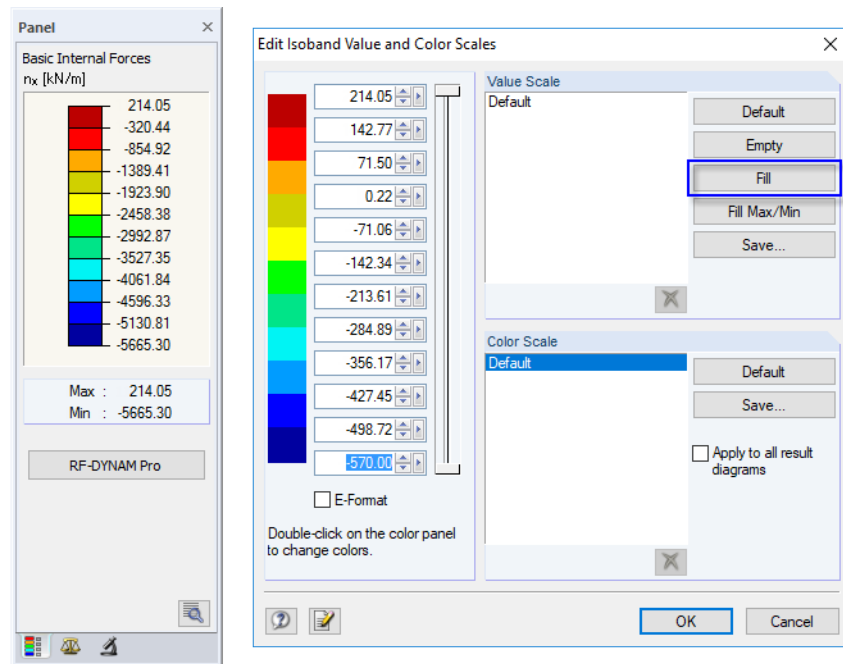 Panel
Basic Internal Forces
nx [kN/m]
214.05
-320.44
-854.92
-1389.41
-1923.90
-2458.38
-2992.87
-3527.35
-4061.84
-4596.33
-5130.81
-5665.30
Max : 214.05
Min : -5665.30
RF-DYNAM Pro
Edit Isoband Value and Color Scales
214.05
142.77
71.50
0.22
-71.06
-142.34
-213.61
-284.89
-356.17
-427.45
-498.72
-570.00
E-Format
Double-click on the color panel
to change colors.
Value Scale
Default
Default
Empty
Fill
Fill Max/Min
Save...
Color Scale
Default
Default
Save...
Apply to all result
diagrams
OK
Cancel